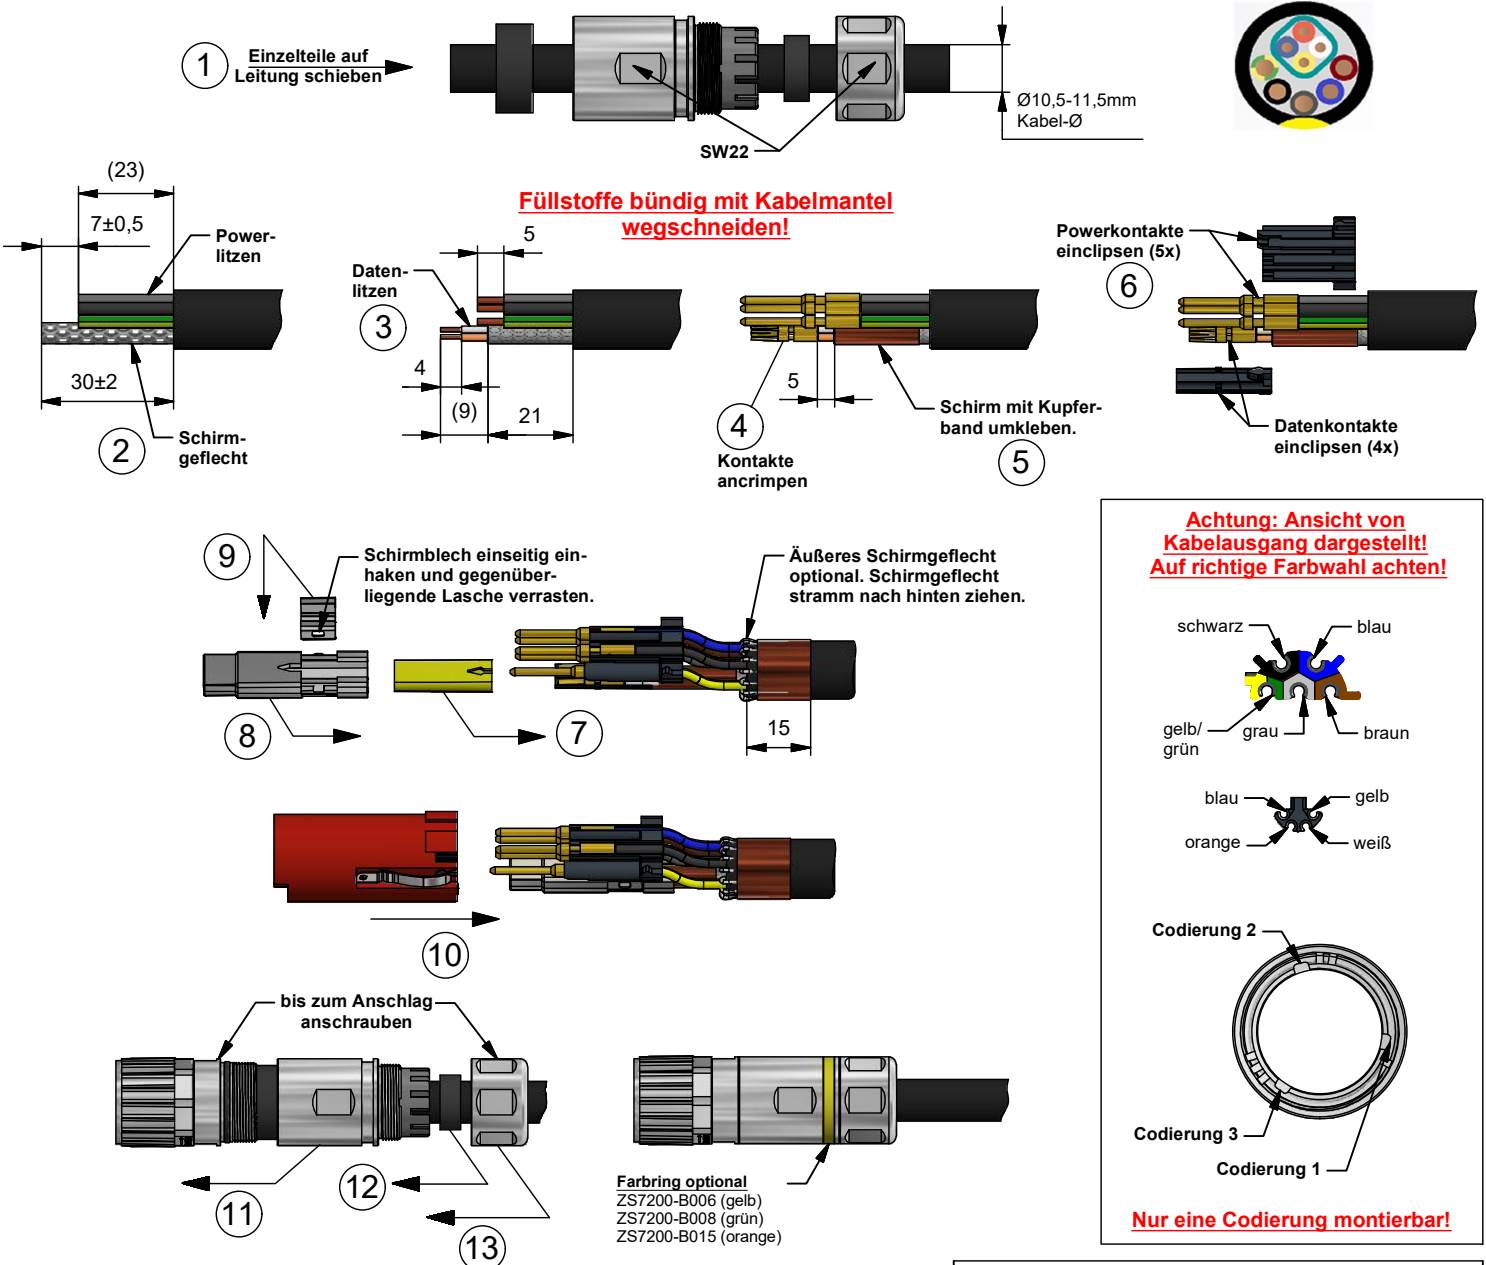 1
Einzelteile auf
Leitung schieben
SW22
Ø10,5-11,5mm
Kabel-Ø
(23)
7±0,5
Power-
litzen
30±2
2
Schirm-
geflecht
Füllstoffe bündig mit Kabelmantel
wegschneiden!
5
Daten-
litzen
3
4
(9)
21
5
4
Kontakte
ancrimpen
Schirm mit Kupfer-
band umkleben.
5
Powerkontakte
einclipsen (5x)
6
Datenkontakte
einclipsen (4x)
9
Schirmblech einseitig ein-
haken und gegenüber-
liegende Lasche verrasten.
Äußeres Schirmgeflecht
optional. Schirmgeflecht
stramm nach hinten ziehen.
8
7
15
10
bis zum Anschlag
anschrauben
11
12
13
Farbring optional
ZS7200-B006 (gelb)
ZS7200-B008 (grün)
ZS7200-B015 (orange)
Achtung: Ansicht von
Kabelausgang dargestellt!
Auf richtige Farbwahl achten!
schwarz
blau
gelb/
grün
grau
braun
blau
gelb
orange
weiß
Codierung 2
Codierung 3
Codierung 1
Nur eine Codierung montierbar!